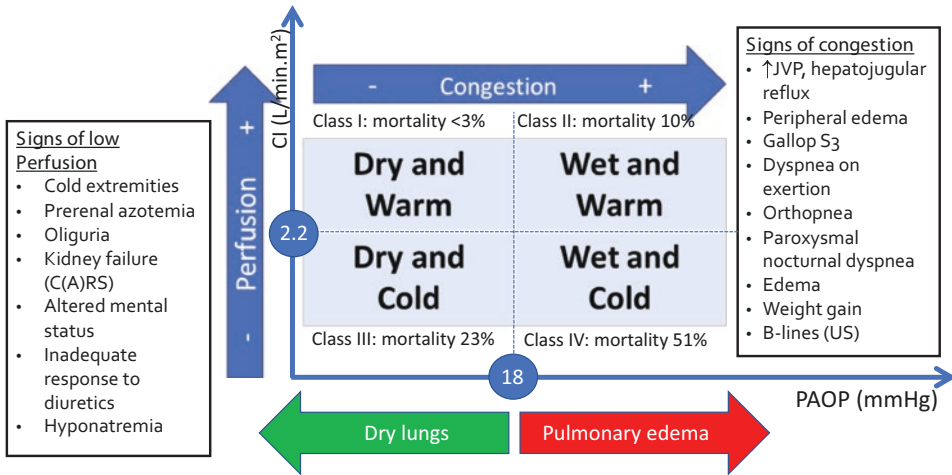 Signs of low
Perfusion
• Cold extremities
• Prerenal azotemia
• Oliguria
• Kidney failure
(C(A)RS)
• Altered mental
status
• Inadequate
response to
diuretics
• Hyponatremia
- Perfusion +
CI (L/min.m²)
2.2
- Congestion +
Class I: mortality <3%
Class II: mortality 10%
Dry and
Warm
Wet and
Warm
Dry and
Cold
Wet and
Cold
Class III: mortality 23%
Class IV: mortality 51%
18
PAOP (mmHg)
Dry lungs
Pulmonary edema
Signs of congestion
• ↑JVP, hepatojugular
reflux
• Peripheral edema
• Gallop S3
• Dyspnea on
exertion
• Orthopnea
• Paroxysmal
nocturnal dyspnea
• Edema
• Weight gain
• B-lines (US)